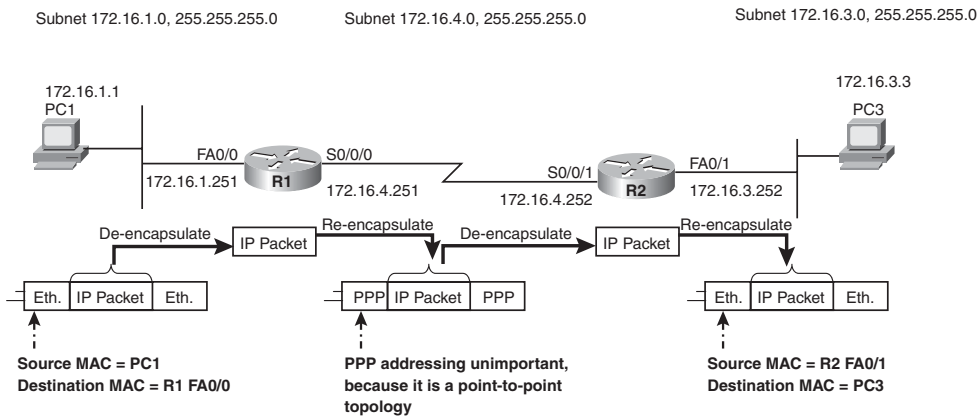 Subnet 172.16.1.0, 255.255.255.0
Subnet 172.16.4.0, 255.255.255.0
Subnet 172.16.3.0, 255.255.255.0
172.16.1.1
PC1
172.16.3.3
PC3
FA0/0
172.16.1.251
R1
S0/0/0
172.16.4.251
S0/0/1
172.16.4.252
R2
FA0/1
172.16.3.252
De-encapsulate
IP Packet
Re-encapsulate
De-encapsulate
IP Packet
Re-encapsulate
Eth.
IP Packet
Eth.
PPP
IP Packet
PPP
Eth.
IP Packet
Eth.
Source MAC = PC1
Destination MAC = R1 FA0/0
PPP addressing unimportant,
because it is a point-to-point
topology
Source MAC = R2 FA0/1
Destination MAC = PC3